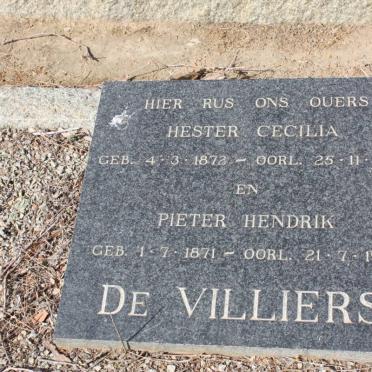 HIER RUS ONS OUERS
HESTER CECILIA
GEB. 4·3·1872 – OORL. 25·11·
EN
PIETER HENDRIK
GEB. 1·7·1871 – OORL. 21·7·1
DE VILLIERS